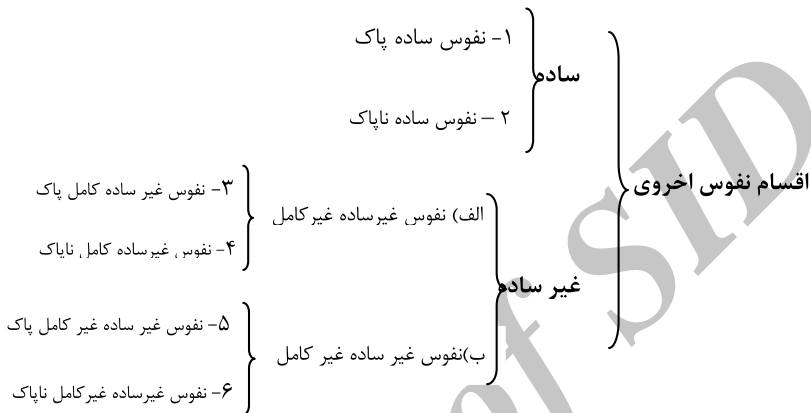 اقسام نفوس اخروی
ساده
۱- نفوس ساده پاک
۲ – نفوس ساده ناپاک
غیر ساده
الف) نفوس غیرساده غیرکامل
۳- نفوس غیر ساده کامل پاک
۴- نفوس غیرساده کامل ناپاک
ب)نفوس غیر ساده غیر کامل
۵- نفوس غیر ساده غیر کامل پاک
۶- نفوس غیرساده غیرکامل ناپاک
of SID